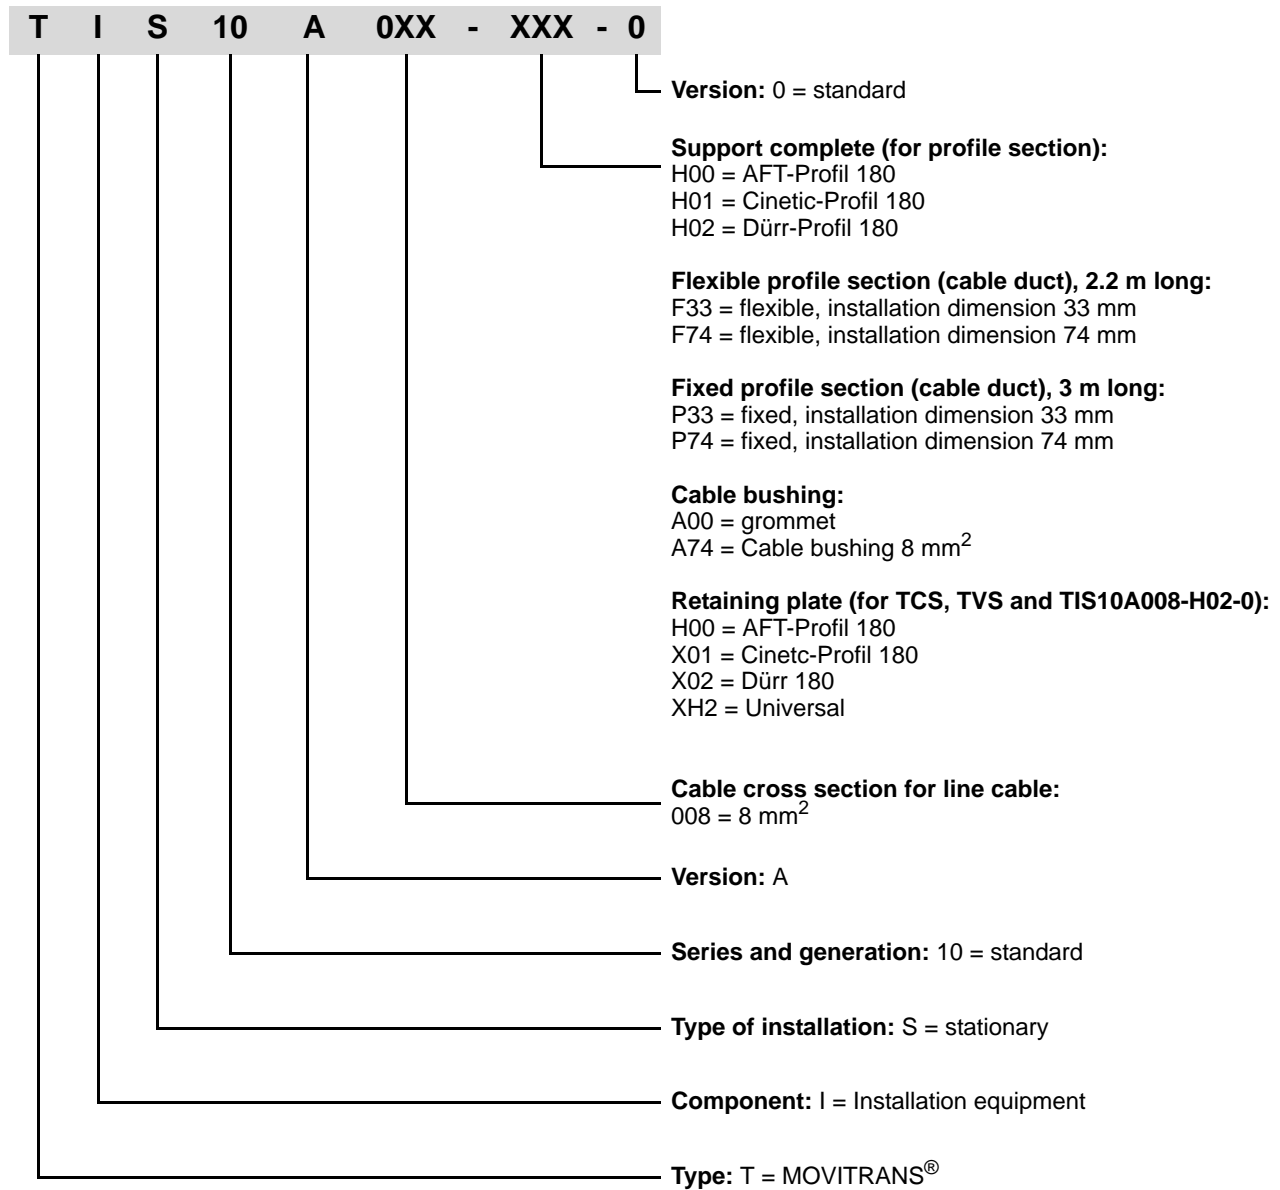 T I S 10 A 0XX - XXX - 0
Version: 0 = standard
Support complete (for profile section):
H00 = AFT-Profil 180
H01 = Cinetic-Profil 180
H02 = Dürr-Profil 180
Flexible profile section (cable duct), 2.2 m long:
F33 = flexible, installation dimension 33 mm
F74 = flexible, installation dimension 74 mm
Fixed profile section (cable duct), 3 m long:
P33 = fixed, installation dimension 33 mm
P74 = fixed, installation dimension 74 mm
Cable bushing:
A00 = grommet
A74 = Cable bushing 8 mm²
Retaining plate (for TCS, TVS and TIS10A008-H02-0):
H00 = AFT-Profil 180
X01 = Cinetc-Profil 180
X02 = Dürr 180
XH2 = Universal
Cable cross section for line cable:
008 = 8 mm²
Version: A
Series and generation: 10 = standard
Type of installation: S = stationary
Component: I = Installation equipment
Type: T = MOVITRANS®